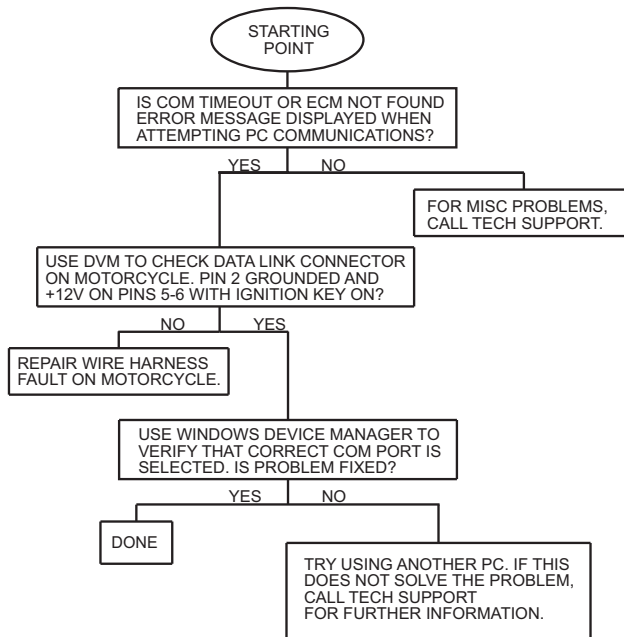 STARTING
POINT
IS COM TIMEOUT OR ECM NOT FOUND
ERROR MESSAGE DISPLAYED WHEN
ATTEMPTING PC COMMUNICATIONS?
YES NO
FOR MISC PROBLEMS,
CALL TECH SUPPORT.
USE DVM TO CHECK DATA LINK CONNECTOR
ON MOTORCYCLE. PIN 2 GROUNDED AND
+12V ON PINS 5-6 WITH IGNITION KEY ON?
NO YES
REPAIR WIRE HARNESS
FAULT ON MOTORCYCLE.
USE WINDOWS DEVICE MANAGER TO
VERIFY THAT CORRECT COM PORT IS
SELECTED. IS PROBLEM FIXED?
YES NO
DONE
TRY USING ANOTHER PC. IF THIS
DOES NOT SOLVE THE PROBLEM,
CALL TECH SUPPORT
FOR FURTHER INFORMATION.